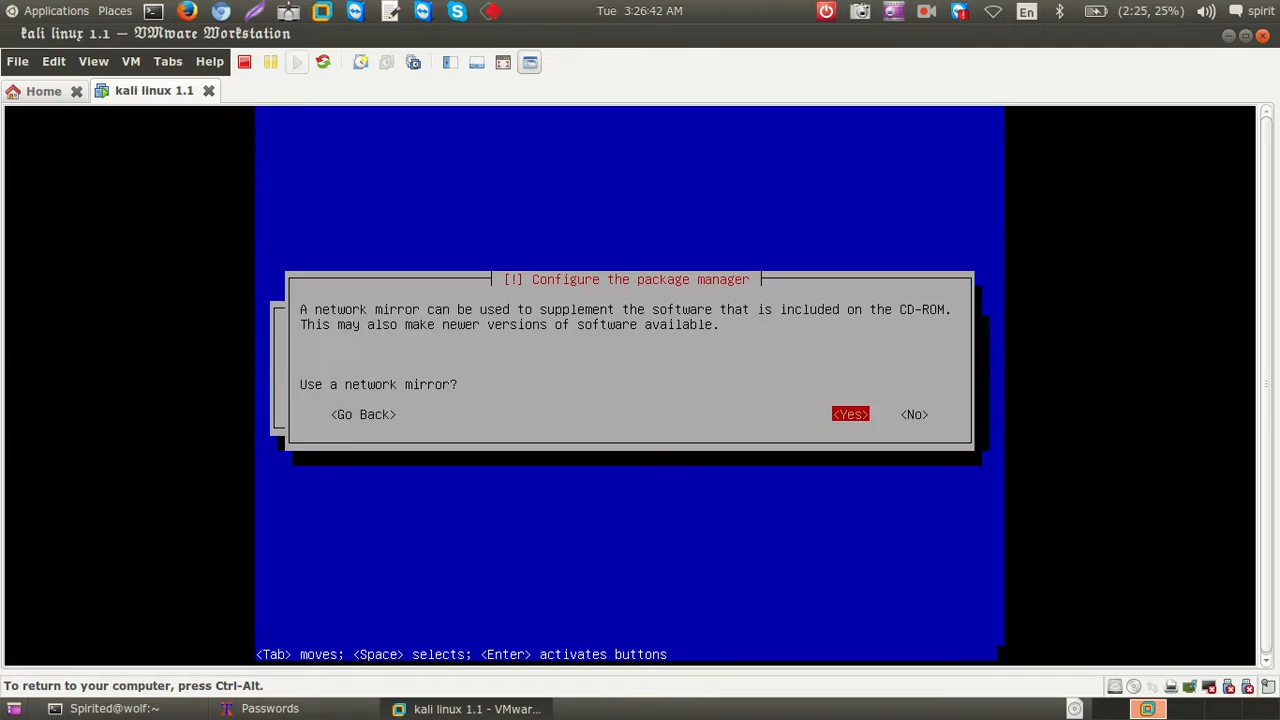 Applications Places Tue 3:26:42 AM En (2:25, 25%) spirit
kali linux 1.1 — VMware Workstation
File Edit View VM Tabs Help
Home kali linux 1.1
[!] Configure the package manager
A network mirror can be used to supplement the software that is included on the CD-ROM.
This may also make newer versions of software available.
Use a network mirror?
<Go Back> <Yes> <No>
<Tab> moves; <Space> selects; <Enter> activates buttons
To return to your computer, press Ctrl-Alt.
Spirited@wolf:~ Passwords kali linux 1.1 - VMwar...